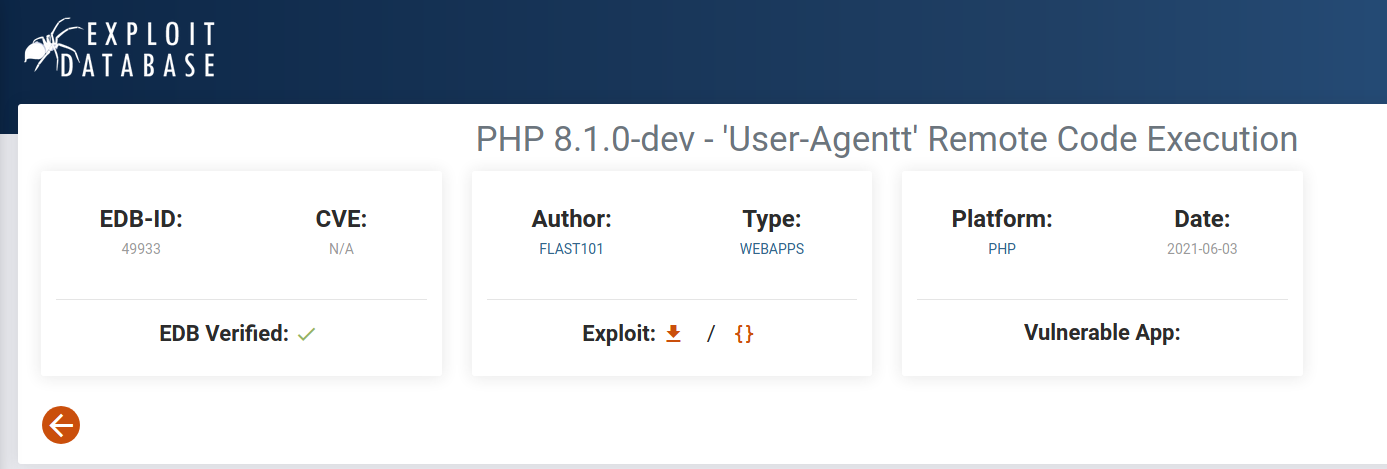 EXPLOIT
DATABASE
PHP 8.1.0-dev - 'User-Agentt' Remote Code Execution
EDB-ID:
49933
CVE:
N/A
EDB Verified:
Author:
FLAST101
Type:
WEBAPPS
Exploit: / {}
Platform:
PHP
Date:
2021-06-03
Vulnerable App: